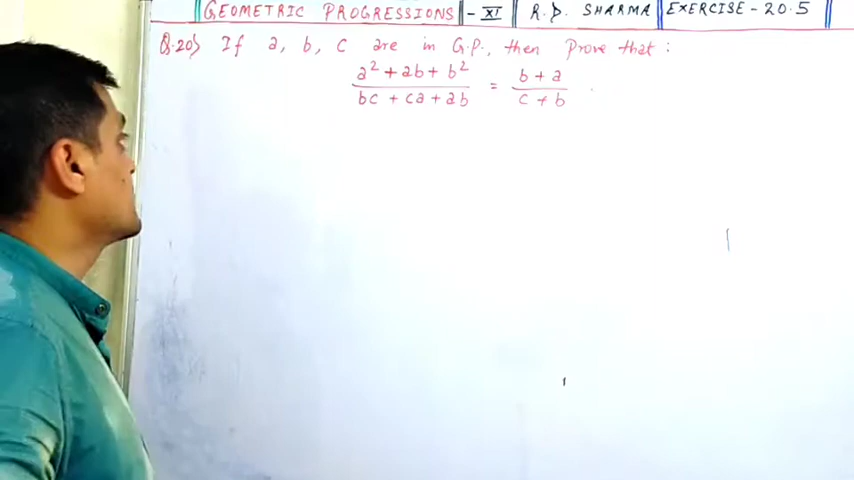 GEOMETRIC PROGRESSIONS - XI R.D. SHARMA EXERCISE - 20.5
Q.20) If a, b, c are in G.P., then Prove that :
a² + ab + b² / bc + ca + ab = b + a / c + b